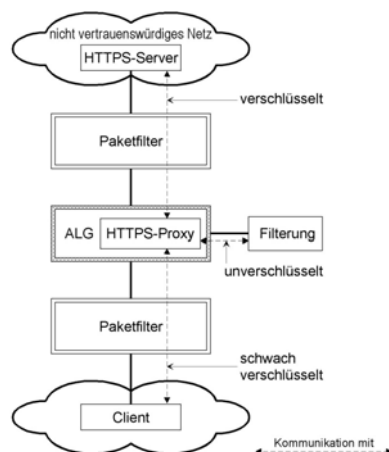 nicht vertrauenswürdiges Netz
HTTPS-Server
verschlüsselt
Paketfilter
ALG
HTTPS-Proxy
Filterung
unverschlüsselt
Paketfilter
schwach
verschlüsselt
Client
Kommunikation mit